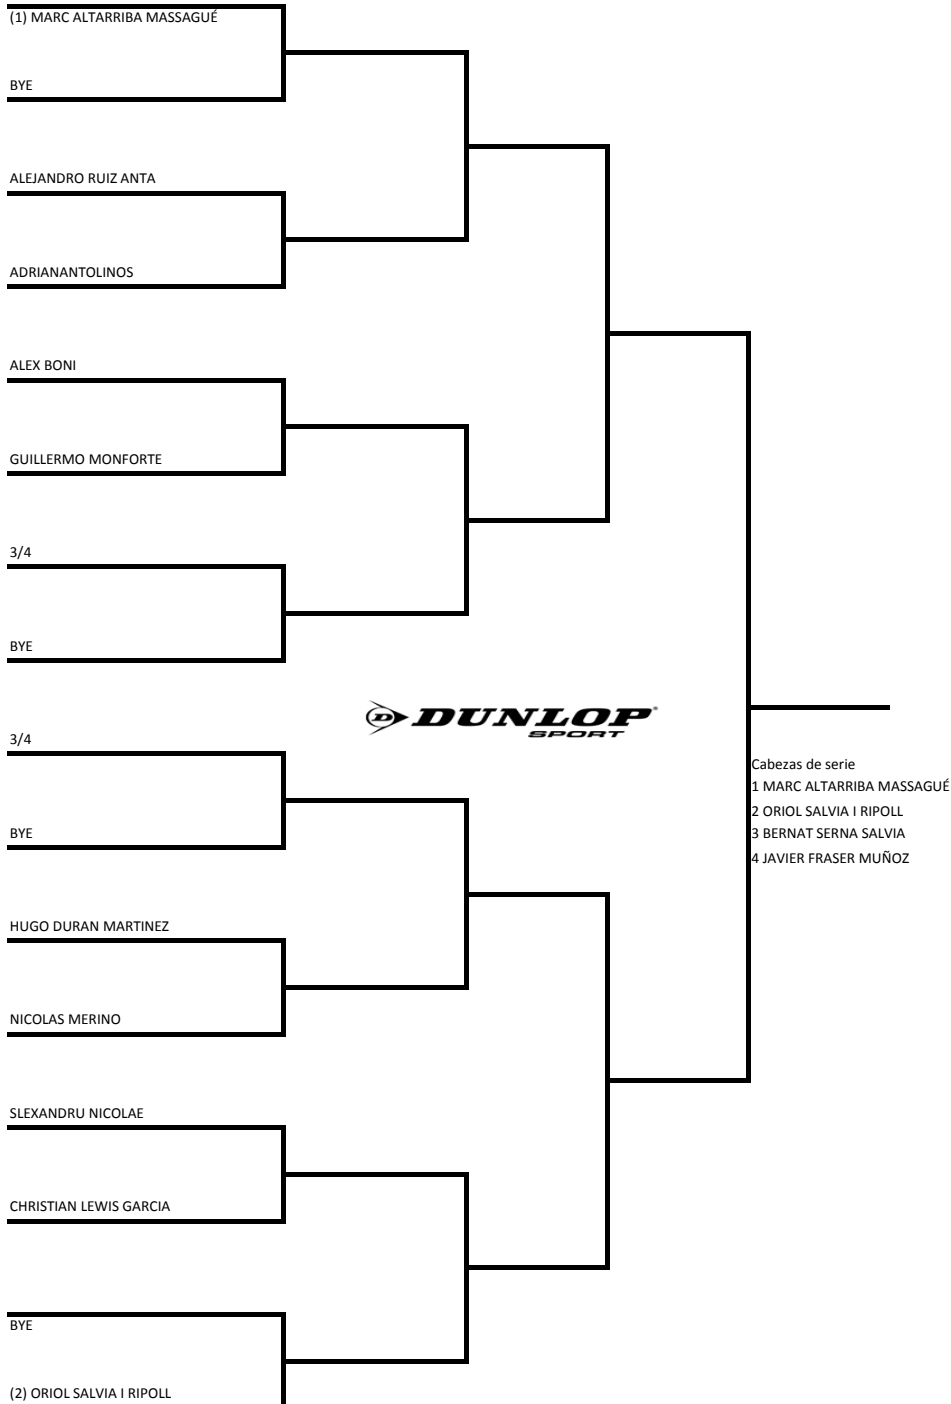 (1) MARC ALTARRIBA MASSAGUÉ
BYE
ALEJANDRO RUIZ ANTA
ADRIANANTOLINOS
ALEX BONI
GUILLERMO MONFORTE
3/4
BYE
DUNLOP
SPORT
3/4
BYE
Cabezas de serie
1 MARC ALTARRIBA MASSAGUÉ
2 ORIOL SALVIA I RIPOLL
3 BERNAT SERNA SALVIA
4 JAVIER FRASER MUÑOZ
HUGO DURAN MARTINEZ
NICOLAS MERINO
SLEXANDRU NICOLAE
CHRISTIAN LEWIS GARCIA
BYE
(2) ORIOL SALVIA I RIPOLL